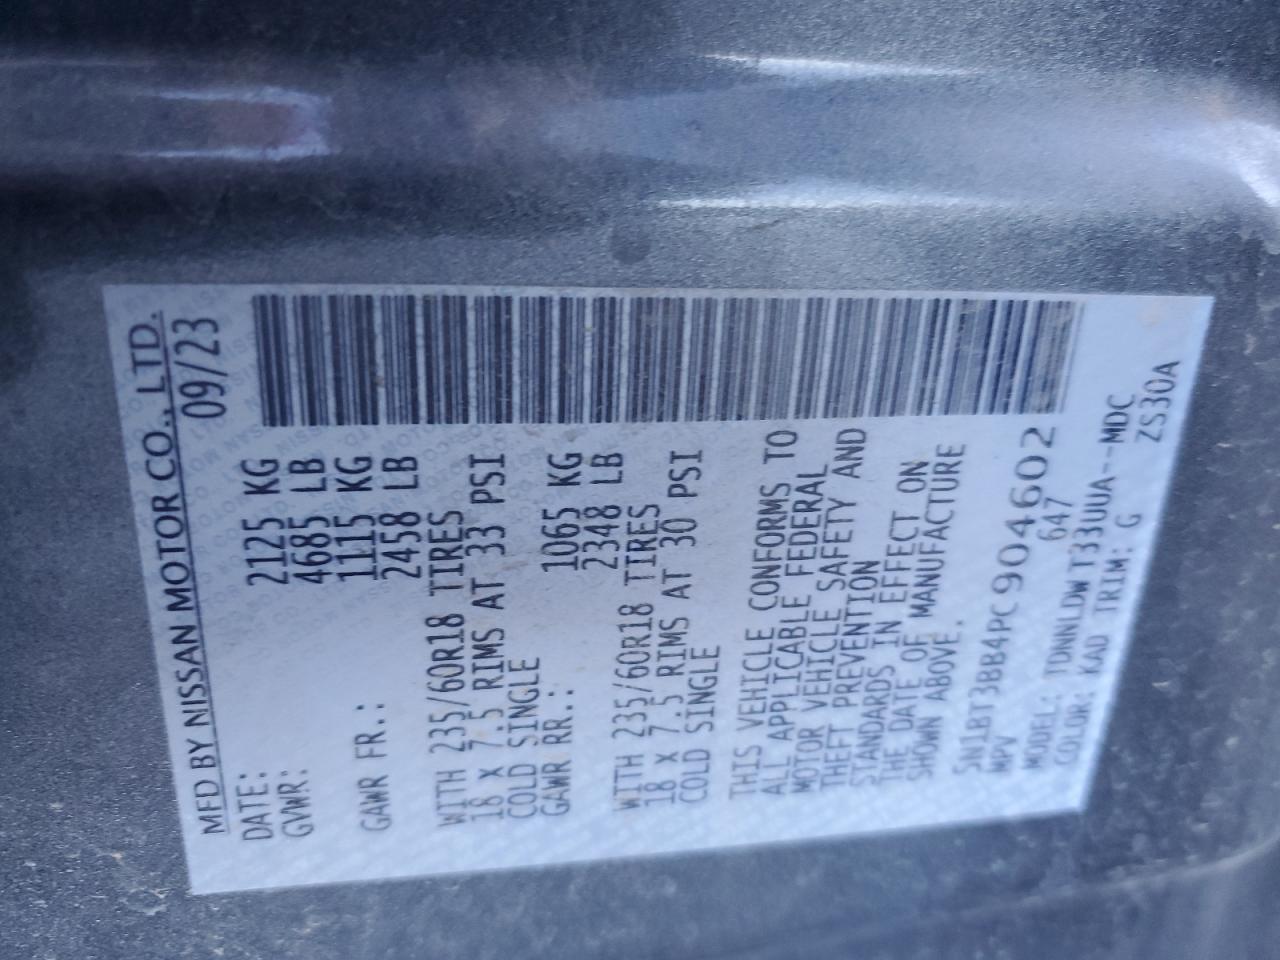 MFD BY NISSAN MOTOR CO., LTD.
DATE: 09/23
GVWR: 2125 KG
4685 LB
GAWR FR.: 1115 KG
2458 LB
WITH 235/60R18 TIRES
18 X 7.5 RIMS AT 33 PSI
COLD SINGLE
GAWR RR.: 1065 KG
2348 LB
WITH 235/60R18 TIRES
18 X 7.5 RIMS AT 30 PSI
COLD SINGLE
THIS VEHICLE CONFORMS TO
ALL APPLICABLE FEDERAL
MOTOR VEHICLE SAFETY AND
THEFT PREVENTION
STANDARDS IN EFFECT ON
THE DATE OF MANUFACTURE
SHOWN ABOVE.
5N1BT3BB4PC904602
MPV 647
MODEL: TDNNLDWT33UUA--MDC
COLOR: KAD TRIM: G ZS30A